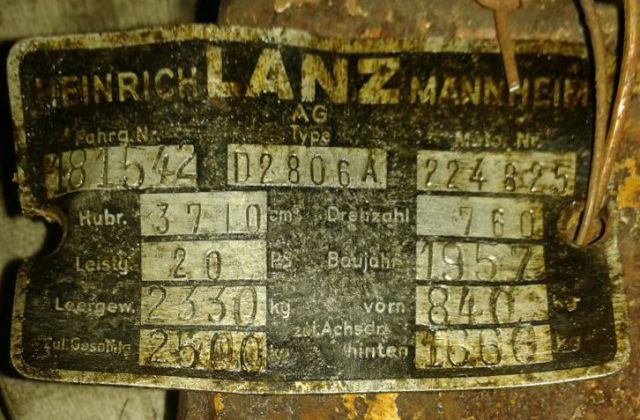 HEINRICH LANZ MANNHEIM
AG
Fahrg. Nr. Type Motor. Nr.
181542 D2806A 224825
Hubr. 3710 cm³ Drehzahl 760
Leistg. 20 PS Baujahr 1957
Leergew. 2330 kg vorn 840 kg
zul. Achsdr.
Zul. Gesamtg. 2500 kg hinten 1660 kg